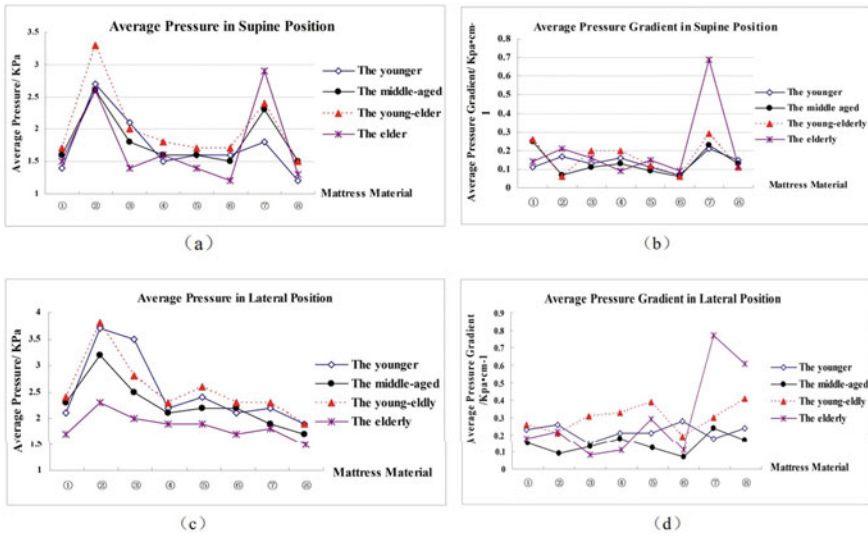 Average Pressure in Supine Position
Average Pressure/ KPa
3.5
3
2.5
2
1.5
1
The younger
The middle-aged
The young-elder
The elder
① ② ③ ④ ⑤ ⑥ ⑦ ⑧
Mattress Material
（a）
Average Pressure Gradient in Supine Position
Average Pressure Gradient/ Kpa•cm-
1
0.8
0.7
0.6
0.5
0.4
0.3
0.2
0.1
0
The younger
The middle aged
The young-elderly
The elderly
Mattress Material
① ② ③ ④ ⑤ ⑥ ⑦ ⑧
（b）
Average Pressure in Lateral Position
Average Pressure/ KPa
4
3.5
3
2.5
2
1.5
1
The younger
The middle-aged
The young-eldly
The elderly
Mattress Material
① ② ③ ④ ⑤ ⑥ ⑦ ⑧
（c）
Average Pressure Gradient in Lateral Position
Average Pressure Gradient
/Kpa•cm-1
0.9
0.8
0.7
0.6
0.5
0.4
0.3
0.2
0.1
0
The younger
The middle-aged
The young-eldly
The elderly
Mattress Material
① ② ③ ④ ⑤ ⑥ ⑦ ⑧
（d）